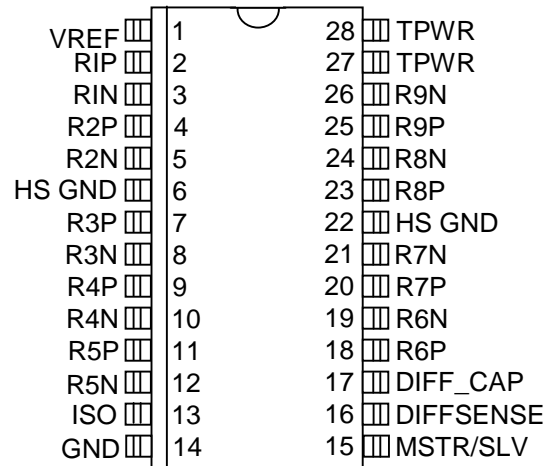 VREF 1 28 TPWR
RIP 2 27 TPWR
RIN 3 26 R9N
R2P 4 25 R9P
R2N 5 24 R8N
HS GND 6 23 R8P
R3P 7 22 HS GND
R3N 8 21 R7N
R4P 9 20 R7P
R4N 10 19 R6N
R5P 11 18 R6P
R5N 12 17 DIFF_CAP
ISO 13 16 DIFFSENSE
GND 14 15 MSTR/SLV